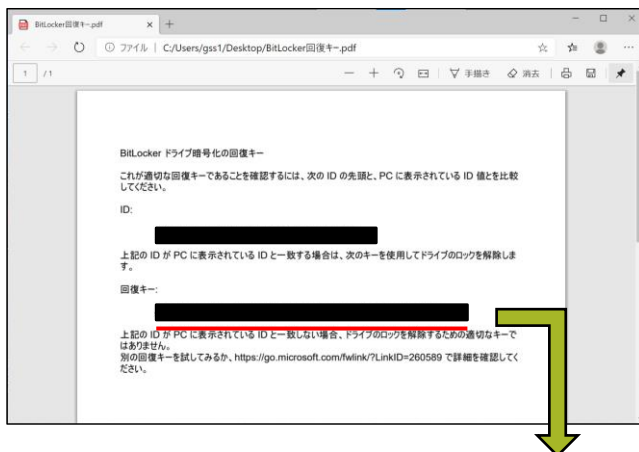 BitLocker回復キー.pdf
ファイル | C:/Users/gss1/Desktop/BitLocker回復キー.pdf
1 /1
手書き 消去
BitLocker ドライブ暗号化の回復キー
これが適切な回復キーであることを確認するには、次の ID の先頭と、PC に表示されている ID 値とを比較
してください。
ID:
上記の ID が PC に表示されている ID と一致する場合は、次のキーを使用してドライブのロックを解除しま
す。
回復キー:
上記の ID が PC に表示されている ID と一致しない場合、ドライブのロックを解除するための適切なキーで
はありません。
別の回復キーを試してみるか、https://go.microsoft.com/fwlink/?LinkID=260589 で詳細を確認してく
ださい。